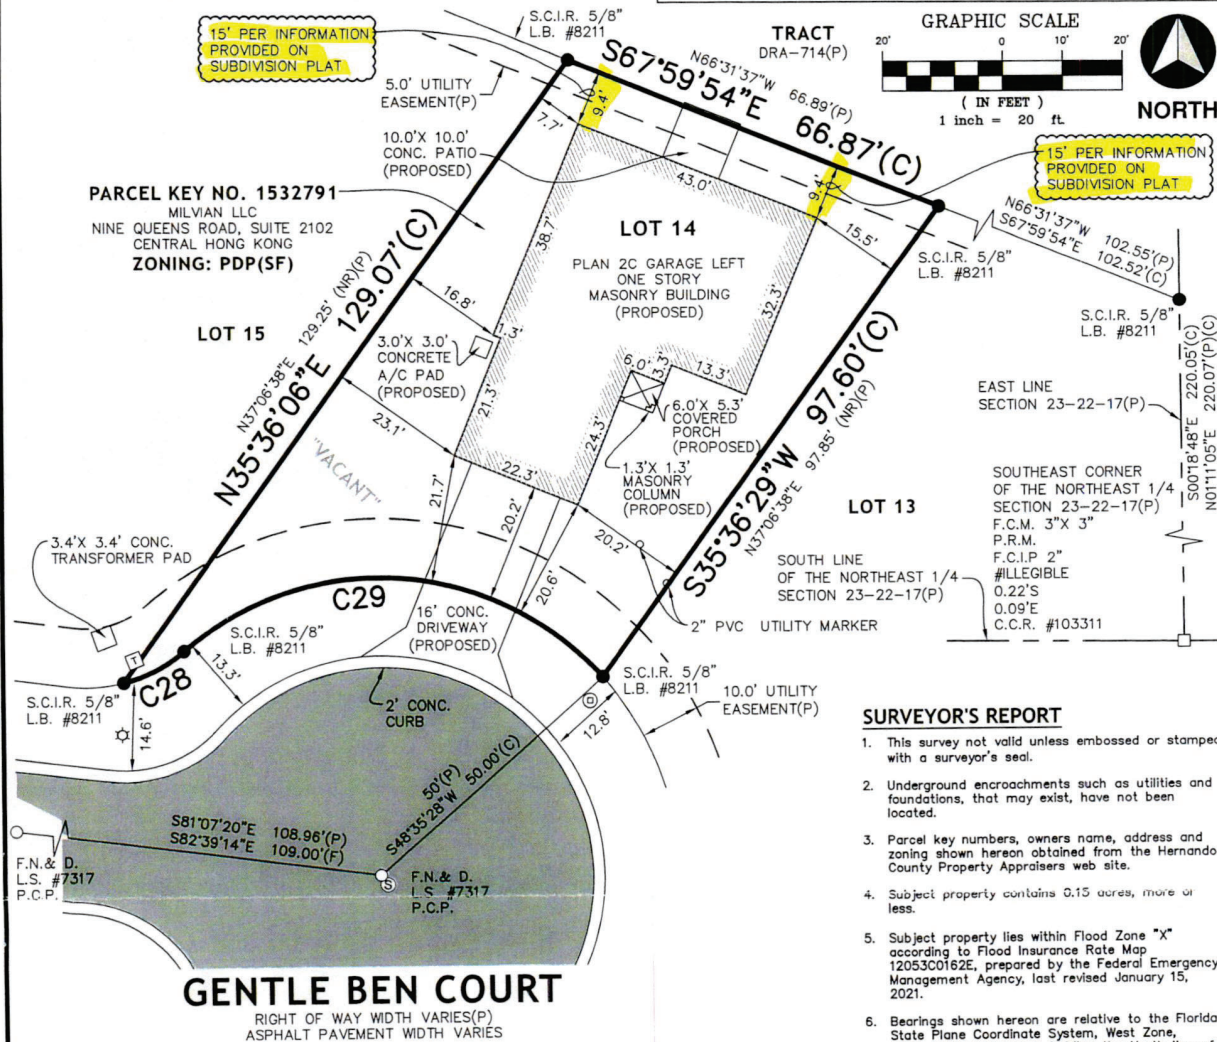 15' PER INFORMATION
PROVIDED ON
SUBDIVISION PLAT
S.C.I.R. 5/8"
L.B. #8211
TRACT
DRA-714(P)
GRAPHIC SCALE
20' 0 10' 20'
( IN FEET )
1 inch = 20 ft.
NORTH
5.0' UTILITY
EASEMENT(P)
N66°31'37"W 66.89'(P)
S67°59'54"E 66.87'(C)
9.4'
7.7'
10.0'X 10.0'
CONC. PATIO
(PROPOSED)
43.0'
9.4'
15' PER INFORMATION
PROVIDED ON
SUBDIVISION PLAT
PARCEL KEY NO. 1532791
MILVIAN LLC
NINE QUEENS ROAD, SUITE 2102
CENTRAL HONG KONG
ZONING: PDP(SF)
N66°31'37"W 102.55'(P)
S67°59'54"E 102.52'(C)
38.7'
LOT 14
15.5'
S.C.I.R. 5/8"
L.B. #8211
PLAN 2C GARAGE LEFT
ONE STORY
MASONRY BUILDING
(PROPOSED)
32.3'
S.C.I.R. 5/8"
L.B. #8211
LOT 15
N37°06'38"E 129.25' (NR)(P)
N35°36'06"E 129.07'(C)
16.8'
1.3'
3.0'X 3.0'
CONCRETE
A/C PAD
(PROPOSED)
6.0'
3.3'
13.3'
6.0'X 5.3'
COVERED
PORCH
(PROPOSED)
EAST LINE
SECTION 23-22-17(P)
S00°18'48"E 220.05'(C)
N01°11'05"E 220.07'(P)(C)
23.1'
21.3'
24.3'
"VACANT"
22.3'
1.3'X 1.3'
MASONRY
COLUMN
(PROPOSED)
S35°36'29"W 97.60'(C)
N37°06'38"E 97.85' (NR)(P)
LOT 13
SOUTHEAST CORNER
OF THE NORTHEAST 1/4
SECTION 23-22-17(P)
F.C.M. 3"X 3"
P.R.M.
F.C.I.P 2"
#ILLEGIBLE
0.22'S
0.09'E
C.C.R. #103311
21.7'
20.2'
20.2'
20.6'
3.4'X 3.4' CONC.
TRANSFORMER PAD
SOUTH LINE
OF THE NORTHEAST 1/4
SECTION 23-22-17(P)
C29
16' CONC.
DRIVEWAY
(PROPOSED)
2" PVC UTILITY MARKER
S.C.I.R. 5/8"
L.B. #8211
T
C28
13.3'
S.C.I.R. 5/8"
L.B. #8211
14.6'
2' CONC.
CURB
S.C.I.R. 5/8"
L.B. #8211
10.0' UTILITY
EASEMENT(P)
12.8'
50'(P)
S48°35'28"W 50.00'(C)
S81°07'20"E 108.96'(P)
S82°39'14"E 109.00'(F)
F.N.& D.
L.S. #7317
P.C.P.
S
F.N.& D.
L.S. #7317
P.C.P.
GENTLE BEN COURT
RIGHT OF WAY WIDTH VARIES(P)
ASPHALT PAVEMENT WIDTH VARIES
SURVEYOR'S REPORT
1. This survey not valid unless embossed or stamped
with a surveyor's seal.
2. Underground encroachments such as utilities and
foundations, that may exist, have not been
located.
3. Parcel key numbers, owners name, address and
zoning shown hereon obtained from the Hernando
County Property Appraisers web site.
4. Subject property contains 0.15 acres, more or
less.
5. Subject property lies within Flood Zone "X"
according to Flood Insurance Rate Map
12053C0162E, prepared by the Federal Emergency
Management Agency, last revised January 15,
2021.
6. Bearings shown hereon are relative to the Florida
State Plane Coordinate System, West Zone,